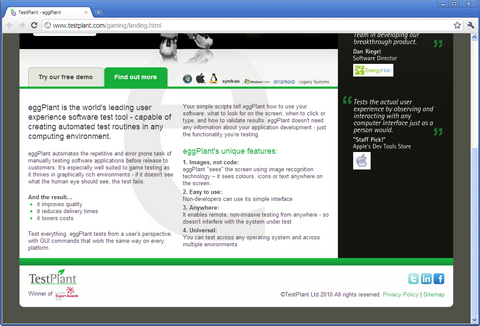 TestPlant - eggPlant
www.testplant.com/gaming/landing.html
Team in developing our
breakthrough product.
Dan Riegel
Software Director
EnergyHub
Try our free demo
Find out more
symbian
Windows
android
Legacy Systems
eggPlant is the world's leading user
experience software test tool - capable of
creating automated test routines in any
computing environment.
eggPlant automates the repetitive and error prone task of
manually testing software applications before release to
customers. It's especially well suited to game testing as
it thrives in graphically rich environments - if it doesn't see
what the human eye should see, the test fails.
And the result...
it improves quality
it reduces delivery times
it lowers costs
Test everything. eggPlant tests from a user's perspective,
with GUI commands that work the same way on every
platform.
Your simple scripts tell eggPlant how to use your
software: what to look for on the screen, when to click or
type, and how to validate results. eggPlant doesn't need
any information about your application development - just
the functionality you're testing.
eggPlant's unique features:
1. Images, not code:
eggPlant "sees" the screen using image recognition
technology – it sees colours, icons or text anywhere on
the screen
2. Easy to use:
Non-developers can use its simple interface
3. Anywhere:
It enables remote, non-invasive testing from anywhere - so
doesn't interfere with the system under test
4. Universal:
You can test across any operating system and across
multiple environments
Tests the actual user
experience by observing and
interacting with any
computer interface just as a
person would.
"Staff Pick!"
Apple's Dev Tools Store
TestPlant
Winner of
Export Awards
©TestPlant Ltd 2010 All rights reserved. Privacy Policy | Sitemap